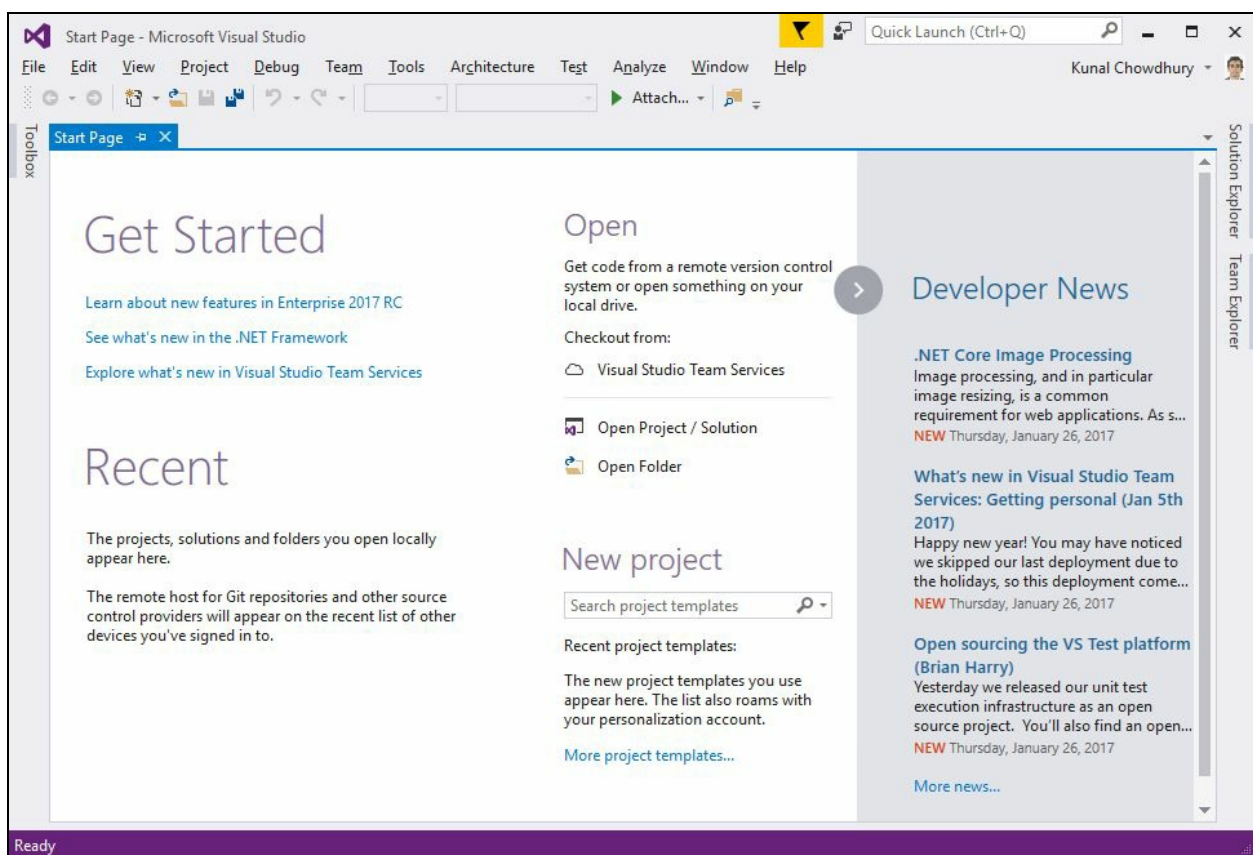 Start Page - Microsoft Visual Studio
Quick Launch (Ctrl+Q)
File Edit View Project Debug Team Tools Architecture Test Analyze Window Help
Kunal Chowdhury
Attach...
Toolbox
Start Page
Solution Explorer
Team Explorer
Get Started
Learn about new features in Enterprise 2017 RC
See what's new in the .NET Framework
Explore what's new in Visual Studio Team Services
Recent
The projects, solutions and folders you open locally
appear here.
The remote host for Git repositories and other source
control providers will appear on the recent list of other
devices you've signed in to.
Open
Get code from a remote version control
system or open something on your
local drive.
Checkout from:
Visual Studio Team Services
Open Project / Solution
Open Folder
New project
Search project templates
Recent project templates:
The new project templates you use
appear here. The list also roams with
your personalization account.
More project templates...
Developer News
.NET Core Image Processing
Image processing, and in particular
image resizing, is a common
requirement for web applications. As s...
NEW Thursday, January 26, 2017
What's new in Visual Studio Team
Services: Getting personal (Jan 5th
2017)
Happy new year! You may have noticed
we skipped our last deployment due to
the holidays, so this deployment come...
NEW Thursday, January 26, 2017
Open sourcing the VS Test platform
(Brian Harry)
Yesterday we released our unit test
execution infrastructure as an open
source project.  You'll also find an open...
NEW Thursday, January 26, 2017
More news...
Ready